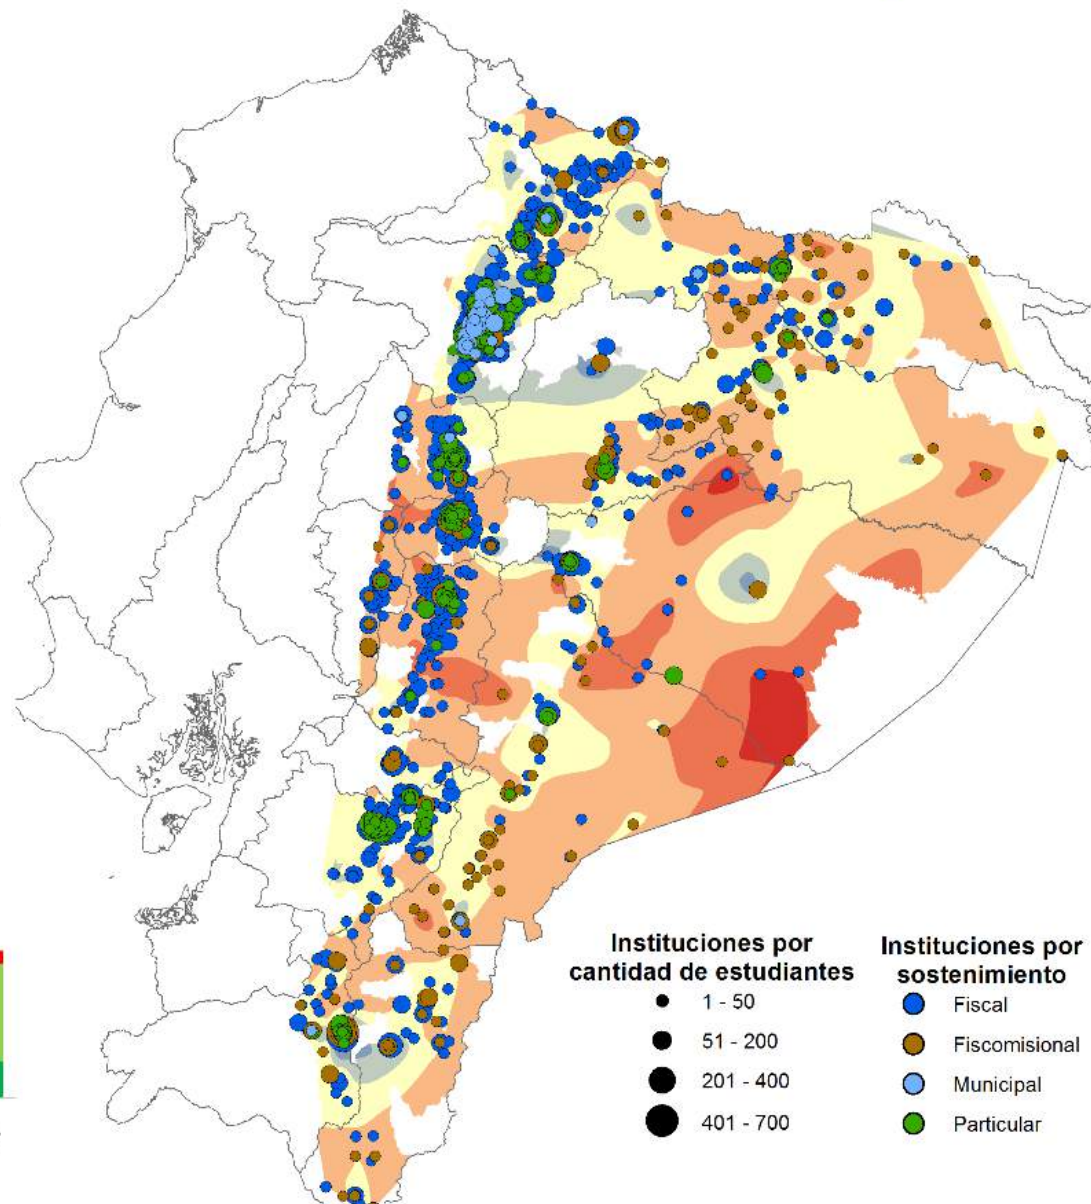 Instituciones por
cantidad de estudiantes
1 - 50
51 - 200
201 - 400
401 - 700
Instituciones por
sostenimiento
Fiscal
Fiscomisional
Municipal
Particular